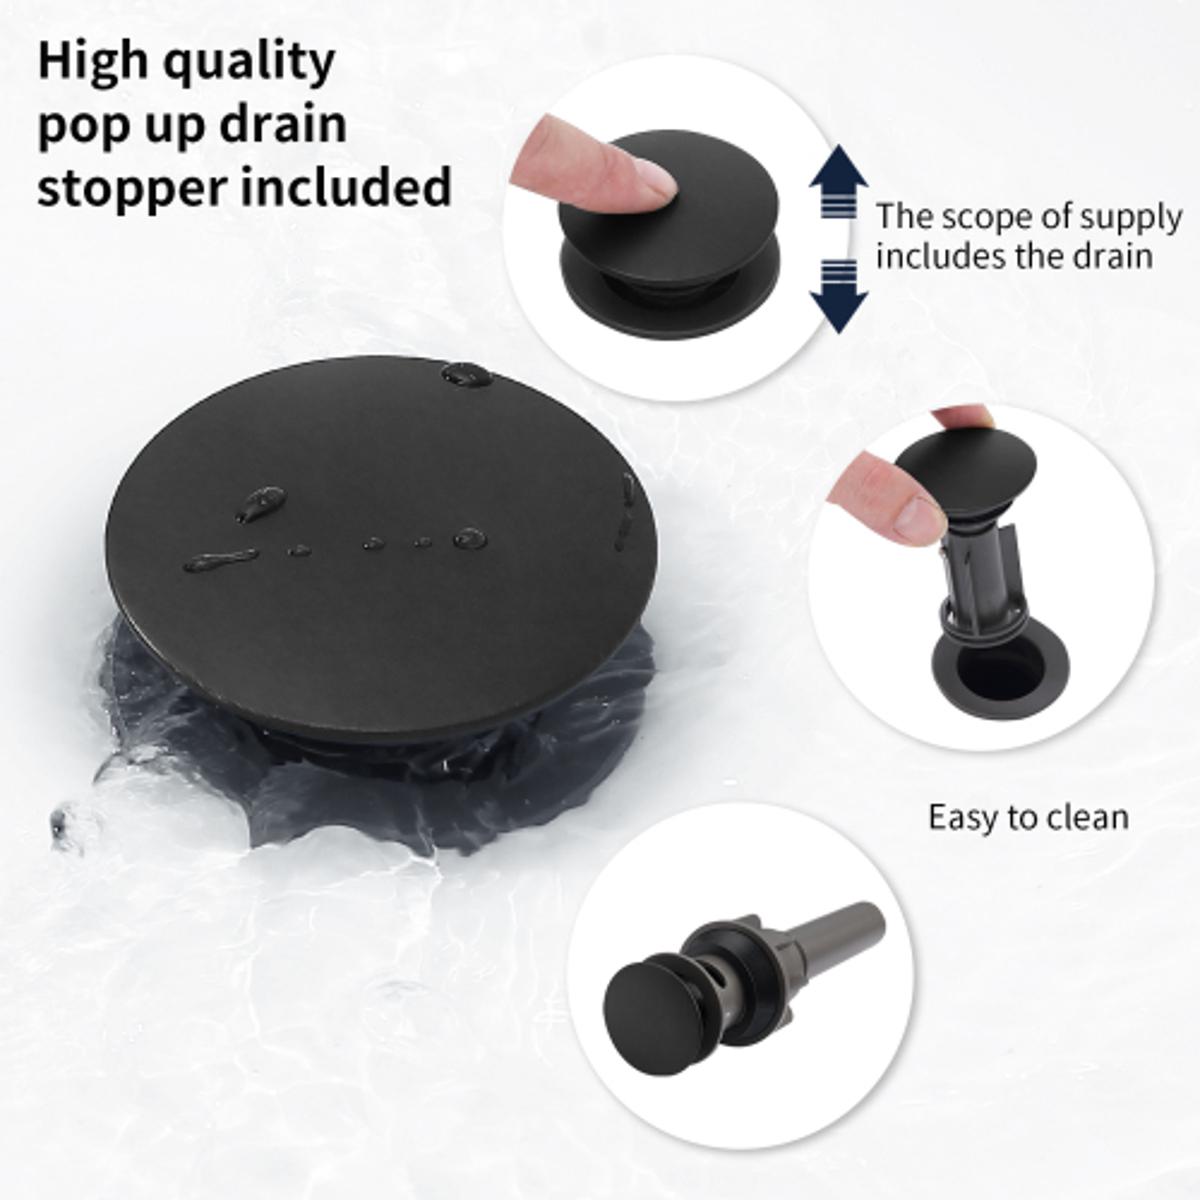 High quality
pop up drain
stopper included
The scope of supply
includes the drain
Easy to clean